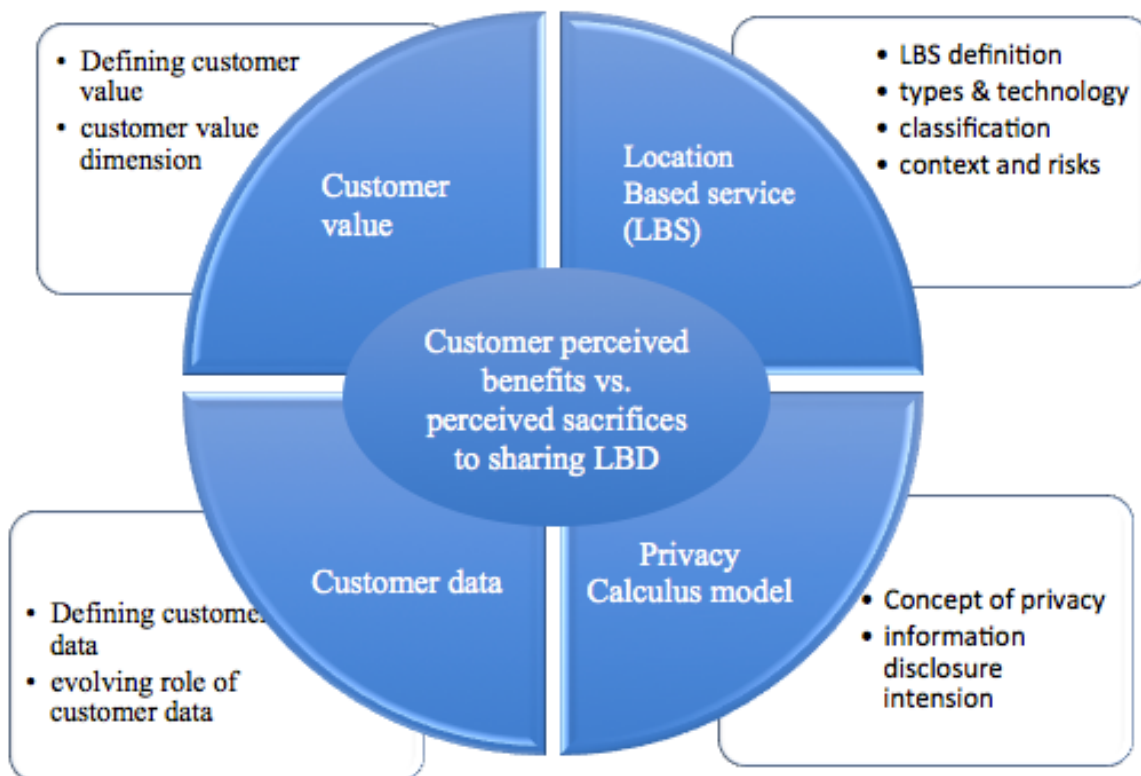 • Defining customer
value
• customer value
dimension
Customer
value
Location
Based service
(LBS)
• LBS definition
• types & technology
• classification
• context and risks
Customer perceived
benefits vs.
perceived sacrifices
to sharing LBD
• Defining customer
data
• evolving role of
customer data
Customer data
Privacy
Calculus model
• Concept of privacy
• information
disclosure
intension